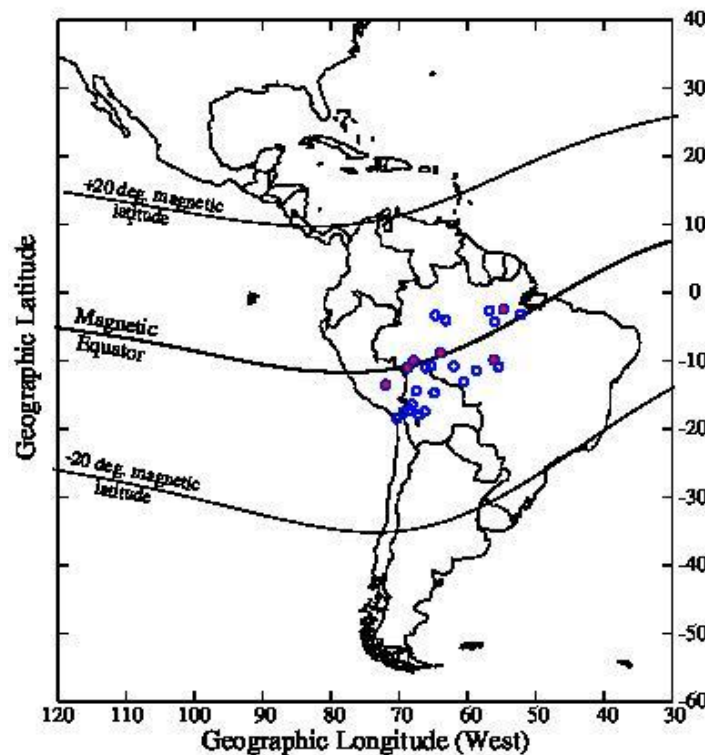 40
30
20
+20 deg. magnetic
latitude
10
0
Magnetic
Equator
-10
-20
-20 deg. magnetic
latitude
-30
-40
-50
-60
Geographic Latitude
120 110 100 90 80 70 60 50 40 30
Geographic Longitude (West)